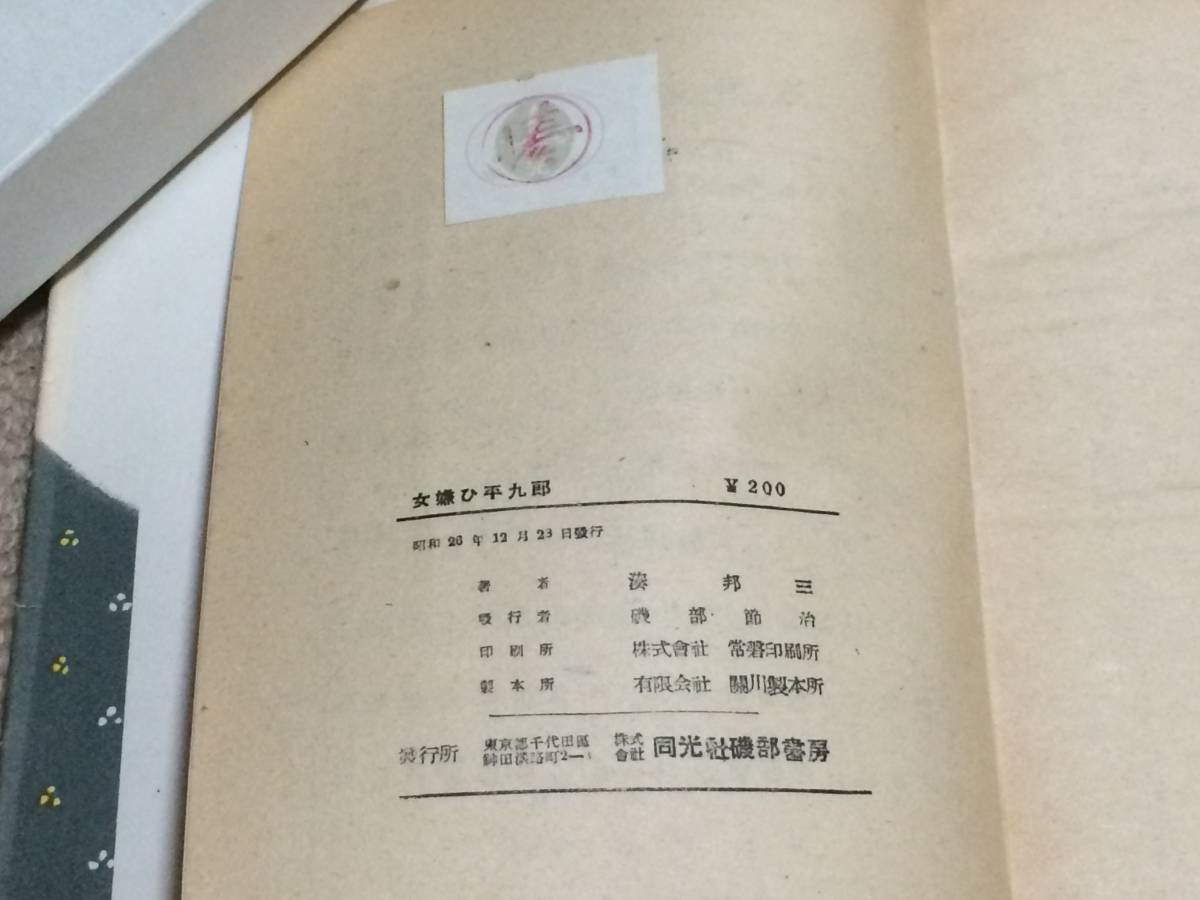 女嫌ひ平九郎 ¥200
昭和26年12月23日發行
著者 湊邦三
發行者 磯部節治
印刷所 株式會社 常磐印刷所
製本所 有限会社 關川製本所
發行所 東京都千代田區 株式會社 同光社磯部書房
神田淡路町2ー